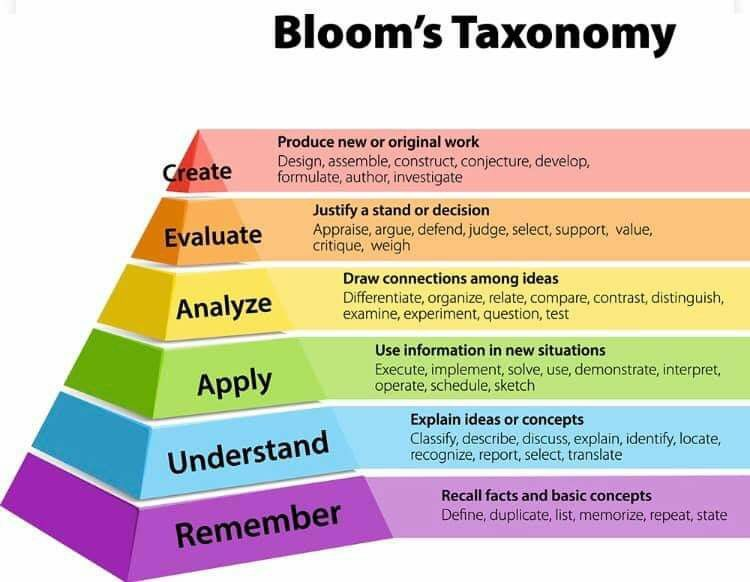 Bloom's Taxonomy
Create
Produce new or original work
Design, assemble, construct, conjecture, develop,
formulate, author, investigate
Evaluate
Justify a stand or decision
Appraise, argue, defend, judge, select, support, value,
critique, weigh
Analyze
Draw connections among ideas
Differentiate, organize, relate, compare, contrast, distinguish,
examine, experiment, question, test
Apply
Use information in new situations
Execute, implement, solve, use, demonstrate, interpret,
operate, schedule, sketch
Understand
Explain ideas or concepts
Classify, describe, discuss, explain, identify, locate,
recognize, report, select, translate
Remember
Recall facts and basic concepts
Define, duplicate, list, memorize, repeat, state